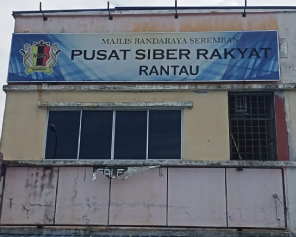 MAJLIS BANDARAYA SEREMBAN
PUSAT SIBER RAKYAT
RANTAU